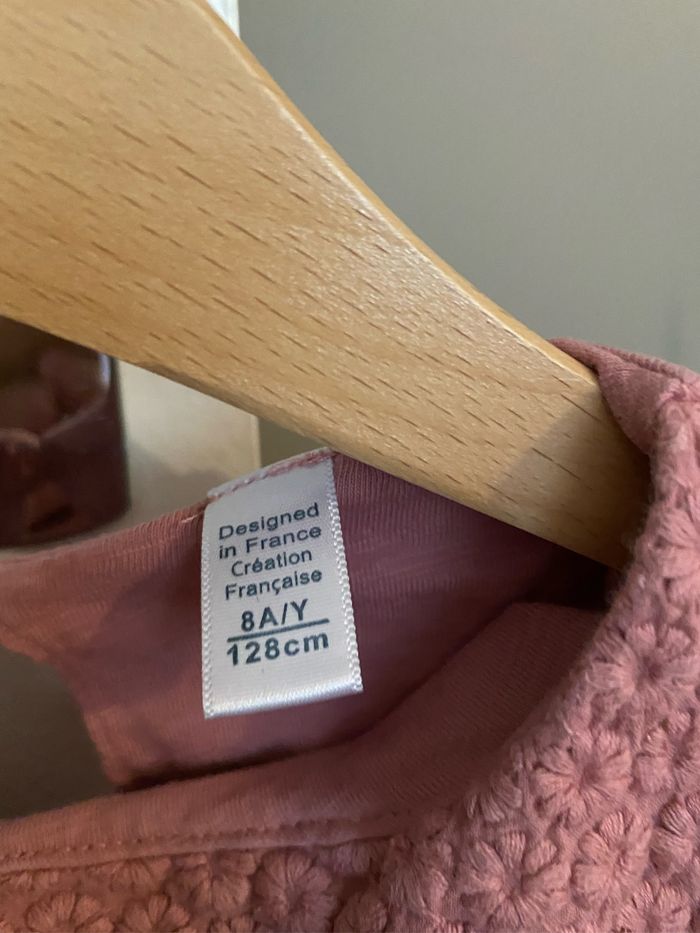 Designed
in France
Création
Française
8A/Y
128cm